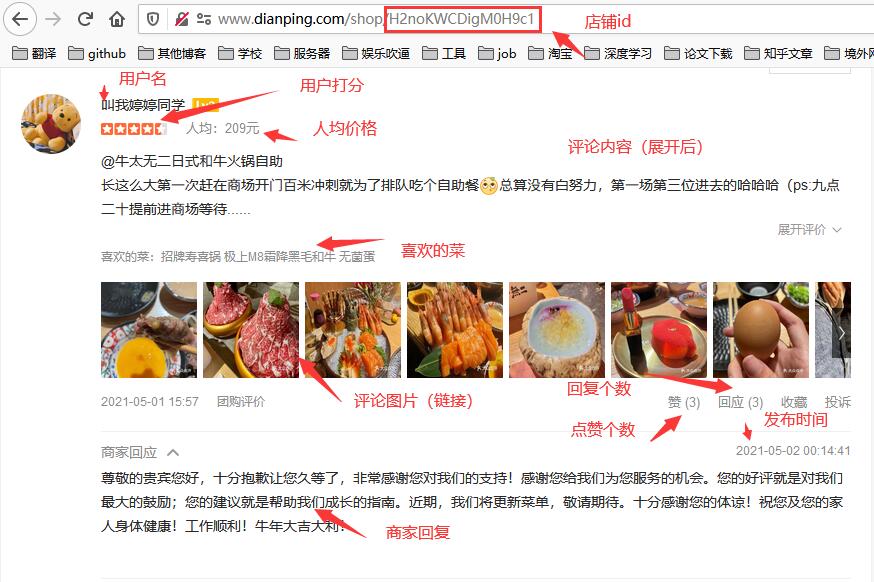 www.dianping.com/shop/H2noKWCDigM0H9c1
店铺id
翻译 github 其他博客 学校 服务器 娱乐吹逼 工具 job 淘宝 深度学习 论文下载 知乎文章 境外网
用户名
用户打分
叫我婷婷同学
人均：209元
人均价格
评论内容（展开后）
@牛太无二日式和牛火锅自助
长这么大第一次赶在商场开门百米冲刺就为了排队吃个自助餐总算没有白努力，第一场第三位进去的哈哈哈（ps:九点
二十提前进商场等待......
展开评价
喜欢的菜：招牌寿喜锅 极上M8霜降黑毛和牛 无菌蛋
喜欢的菜
评论图片（链接）
回复个数
2021-05-01 15:57 团购评价
赞 (3) 回应 (3) 收藏 投诉
点赞个数
发布时间
商家回应
2021-05-02 00:14:41
尊敬的贵宾您好，十分抱歉让您久等了，非常感谢您对我们的支持！感谢您给我们为您服务的机会。您的好评就是对我们
最大的鼓励；您的建议就是帮助我们成长的指南。近期，我们将更新菜单，敬请期待。十分感谢您的体谅！祝您及您的家
人身体健康！工作顺利！牛年大吉大利！
商家回复